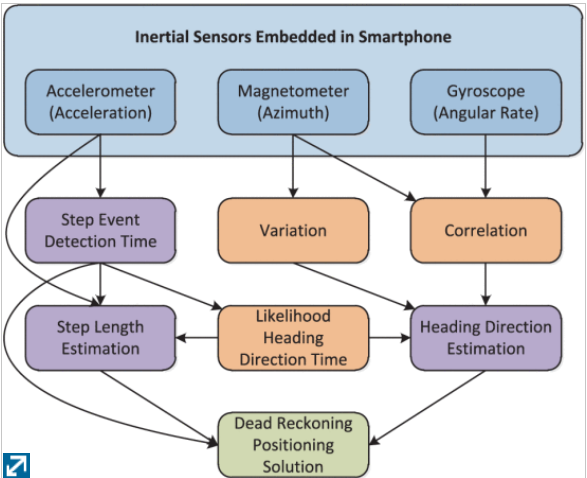 Inertial Sensors Embedded in Smartphone
Accelerometer
(Acceleration)
Magnetometer
(Azimuth)
Gyroscope
(Angular Rate)
Step Event
Detection Time
Variation
Correlation
Step Length
Estimation
Likelihood
Heading
Direction Time
Heading Direction
Estimation
Dead Reckoning
Positioning
Solution